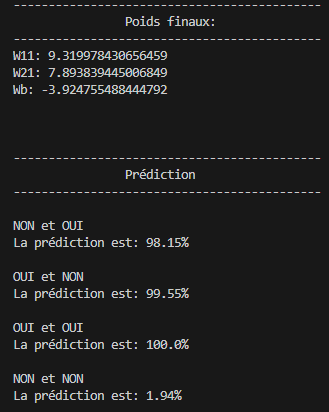 --------------------------------------------
Poids finaux:
--------------------------------------------
W11: 9.319978430656459
W21: 7.893839445006849
Wb: -3.924755488444792
--------------------------------------------
Prédiction
--------------------------------------------
NON et OUI
La prédiction est: 98.15%
OUI et NON
La prédiction est: 99.55%
OUI et OUI
La prédiction est: 100.0%
NON et NON
La prédiction est: 1.94%